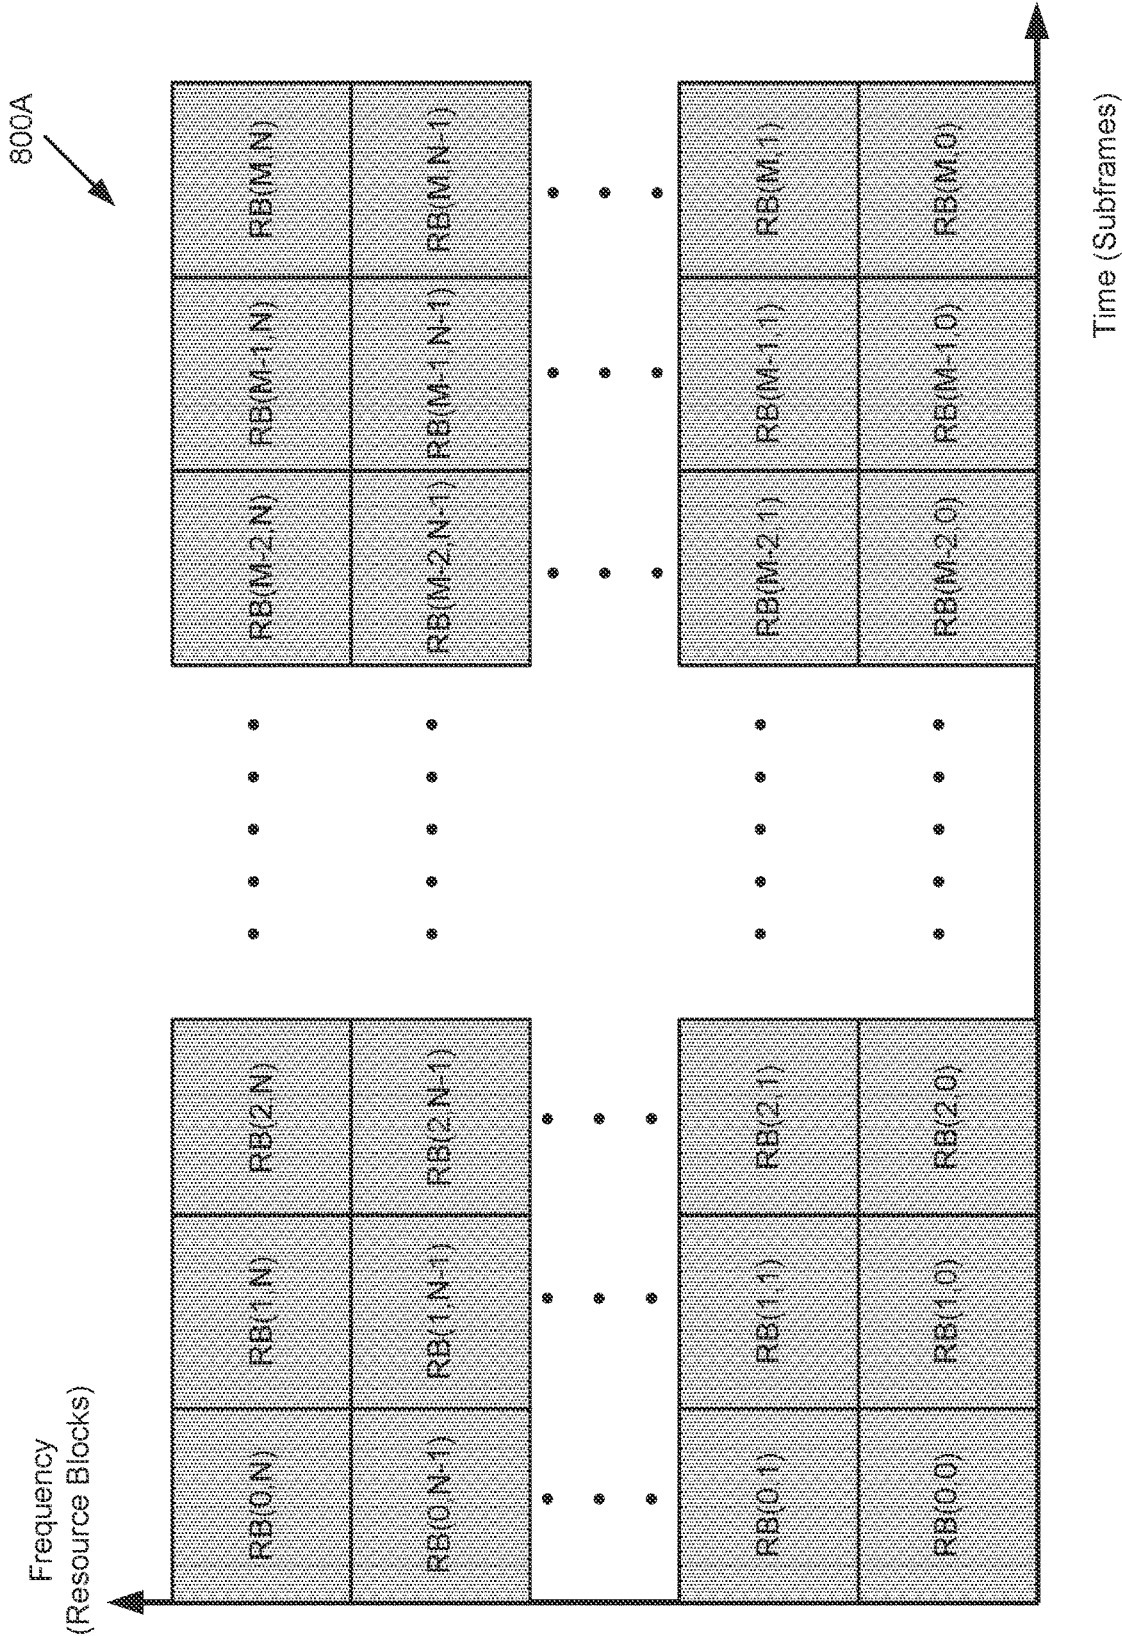 800A
Frequency
(Resource Blocks)
RB(0,N)
RB(1,N)
RB(2,N)
RB(M-2,N)
RB(M-1,N)
RB(M,N)
RB(0,N-1)
RB(1,N-1)
RB(2,N-1)
RB(M-2,N-1)
RB(M-1,N-1)
RB(M,N-1)
RB(0,1)
RB(1,1)
RB(2,1)
RB(M-2,1)
RB(M-1,1)
RB(M,1)
RB(0,0)
RB(1,0)
RB(2,0)
RB(M-2,0)
RB(M-1,0)
RB(M,0)
Time (Subframes)